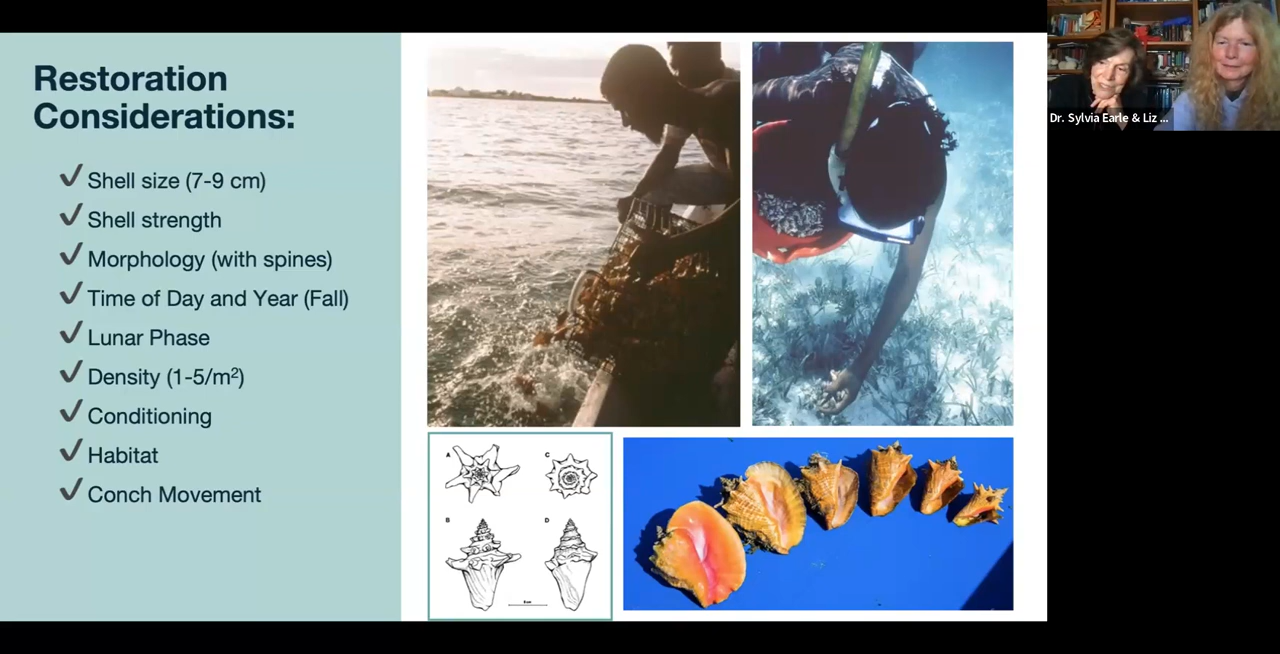 Restoration
Considerations:
Shell size (7-9 cm)
Shell strength
Morphology (with spines)
Time of Day and Year (Fall)
Lunar Phase
Density (1-5/m²)
Conditioning
Habitat
Conch Movement
A
C
B
D
Dr. Sylvia Earle & Liz ...